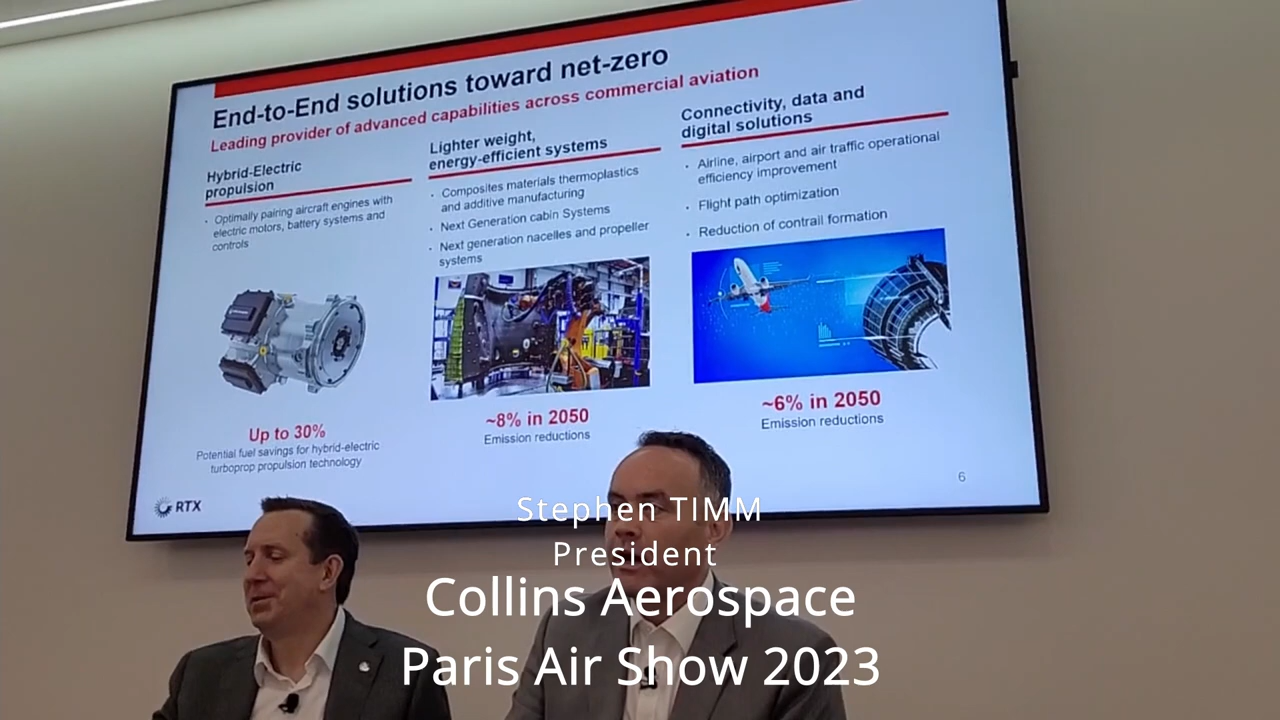 End-to-End solutions toward net-zero
Leading provider of advanced capabilities across commercial aviation
Hybrid-Electric
propulsion
· Optimally pairing aircraft engines with
electric motors, battery systems and
controls
Up to 30%
Potential fuel savings for hybrid-electric
turboprop propulsion technology
Lighter weight,
energy-efficient systems
· Composites materials thermoplastics
and additive manufacturing
· Next Generation cabin Systems
· Next generation nacelles and propeller
systems
~8% in 2050
Emission reductions
Connectivity, data and
digital solutions
· Airline, airport and air traffic operational
efficiency improvement
· Flight path optimization
· Reduction of contrail formation
~6% in 2050
Emission reductions
RTX
6
Stephen TIMM
President
Collins Aerospace
Paris Air Show 2023